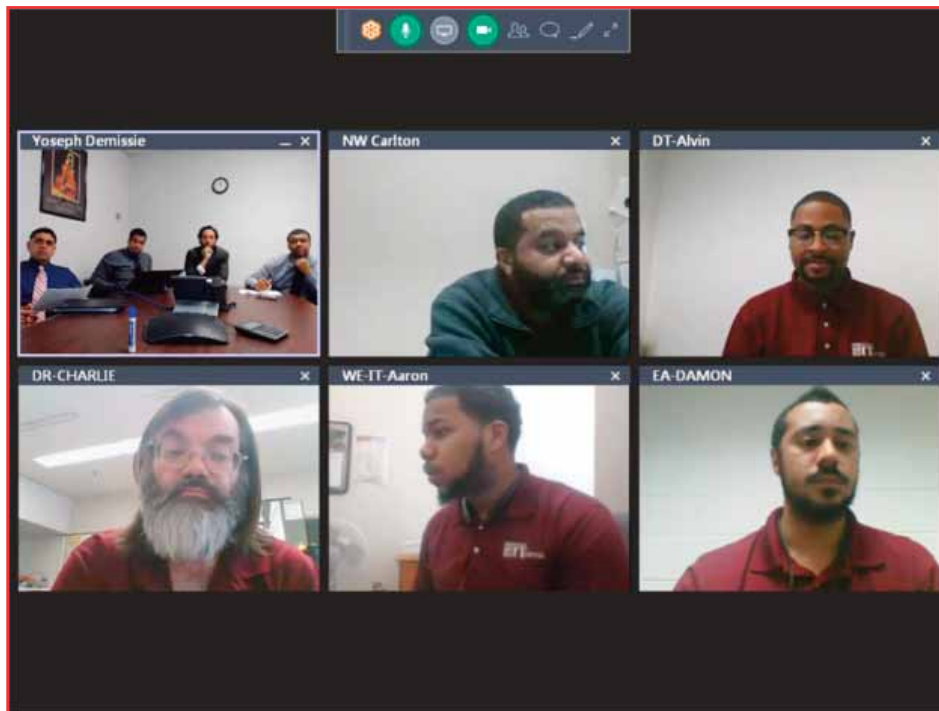 Yoseph Demissie
NW Carlton
DT-Alvin
DR-CHARLIE
WE-IT-Aaron
EA-DAMON